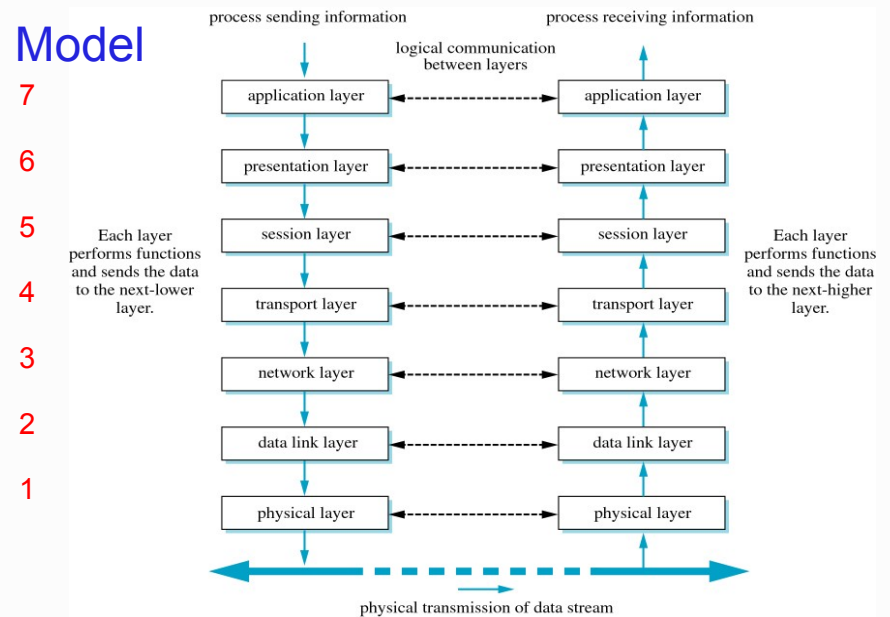 process sending information
process receiving information
Model
logical communication
between layers
7
application layer
application layer
6
presentation layer
presentation layer
5
session layer
session layer
Each layer
performs functions
and sends the data
to the next-lower
layer.
Each layer
performs functions
and sends the data
to the next-higher
layer.
4
transport layer
transport layer
3
network layer
network layer
2
data link layer
data link layer
1
physical layer
physical layer
physical transmission of data stream